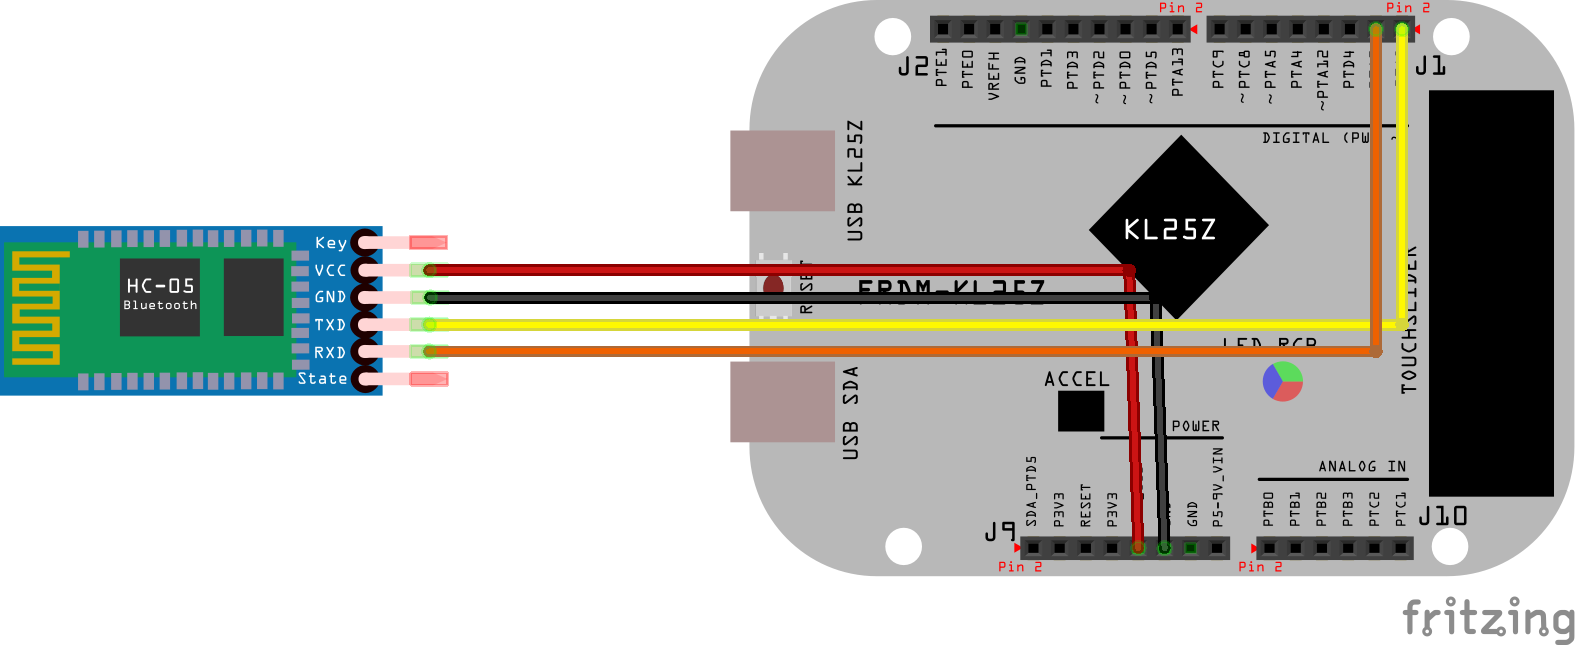 Pin 2
Pin 2
J2
PTE1
PTE0
VREFH
GND
PTD1
PTD3
~PTD2
~PTD0
~PTD5
PTA13
PTC9
~PTC8
~PTA5
PTA4
~PTA12
PTD4
J1
DIGITAL (PW ~
USB KL25Z
KL25Z
Key
VCC
GND
TXD
RXD
State
HC-05
Bluetooth
RESET
FRDM-KL25Z
TOUCHSLIDER
LED RGB
ACCEL
USB SDA
POWER
ANALOG IN
SDA_PTD5
P3V3
RESET
P3V3
GND
P5-9V_VIN
PTB0
PTB1
PTB2
PTB3
PTC2
PTC1
J9
J10
Pin 2
Pin 2
fritzing